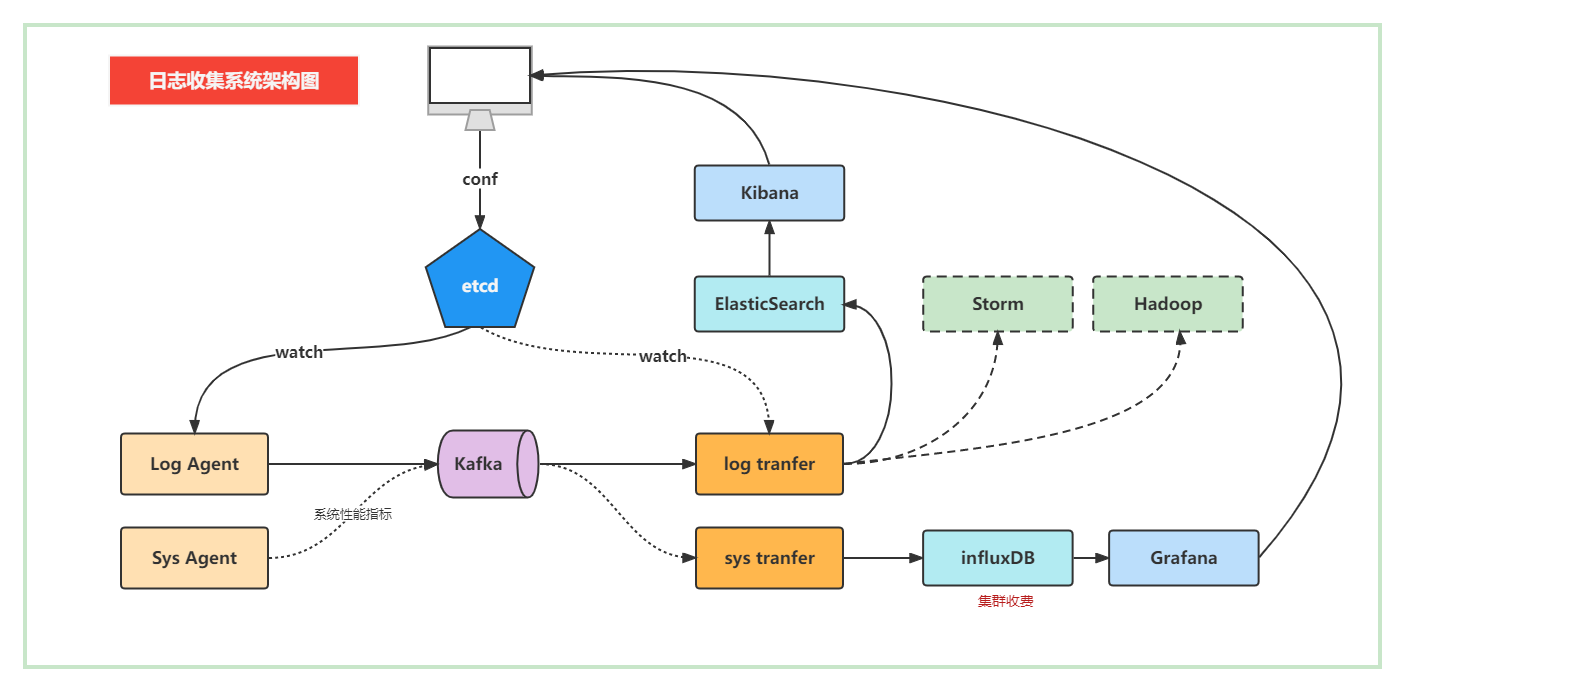 日志收集系统架构图
conf
Kibana
etcd
ElasticSearch
Storm
Hadoop
watch
watch
Log Agent
Kafka
log tranfer
系统性能指标
Sys Agent
sys tranfer
influxDB
Grafana
集群收费